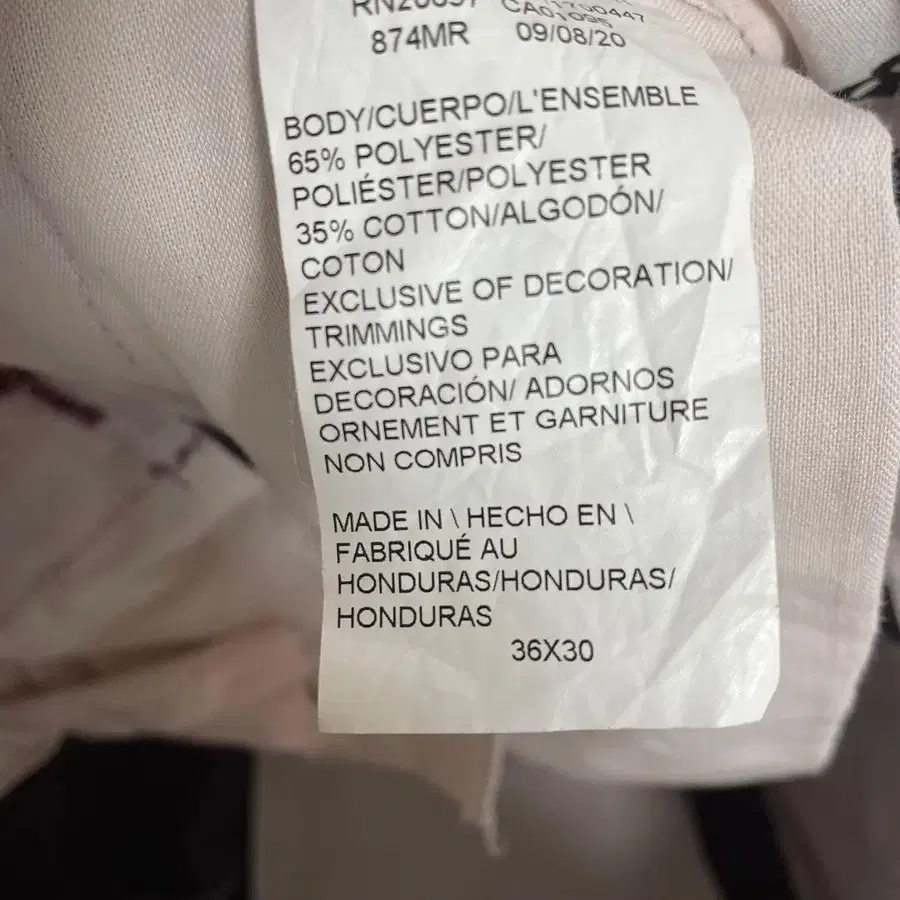 CA01095
874MR 09/08/20
BODY/CUERPO/L'ENSEMBLE
65% POLYESTER/
POLIÉSTER/POLYESTER
35% COTTON/ALGODÓN/
COTON
EXCLUSIVE OF DECORATION/
TRIMMINGS
EXCLUSIVO PARA
DECORACIÓN/ ADORNOS
ORNEMENT ET GARNITURE
NON COMPRIS
MADE IN \ HECHO EN \
FABRIQUÉ AU
HONDURAS/HONDURAS/
HONDURAS
36X30